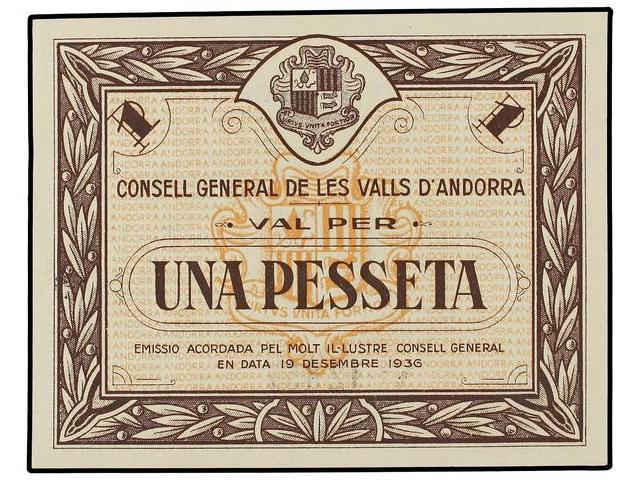 VIRTVS VNITA FORTIOR
1 P
CONSELL GENERAL DE LES VALLS D'ANDORRA
VAL PER
UNA PESSETA
EMISSIO ACORDADA PEL MOLT IL·LUSTRE CONSELL GENERAL
EN DATA 19 DESEMBRE 1936